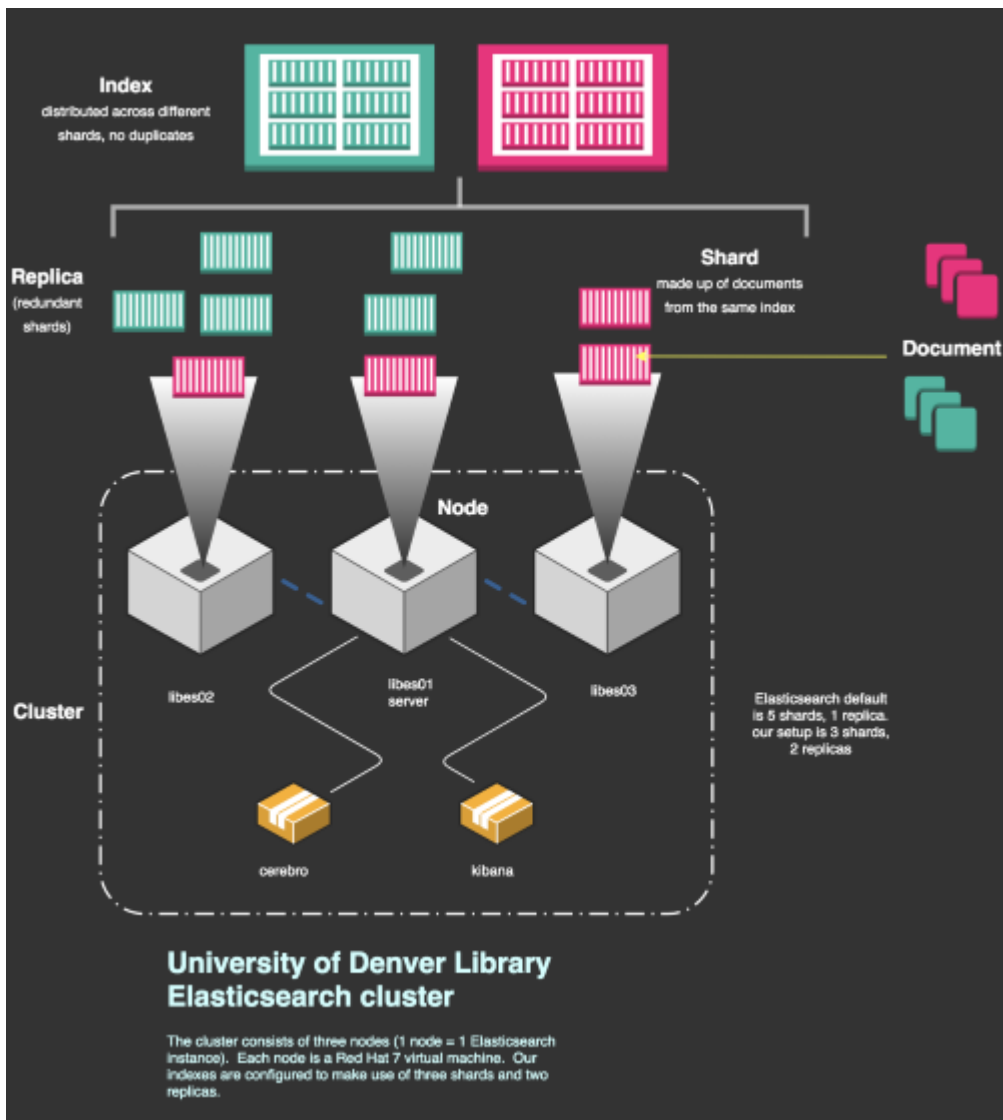 Index
distributed across different
shards, no duplicates
Replica
(redundant
shards)
Shard
made up of documents
from the same index
Document
Node
libes02
libes01
server
libes03
Cluster
Elasticsearch default
is 5 shards, 1 replica.
our setup is 3 shards,
2 replicas
cerebro
kibana
University of Denver Library
Elasticsearch cluster
The cluster consists of three nodes (1 node = 1 Elasticsearch
instance). Each node is a Red Hat 7 virtual machine. Our
indexes are configured to make use of three shards and two
replicas.